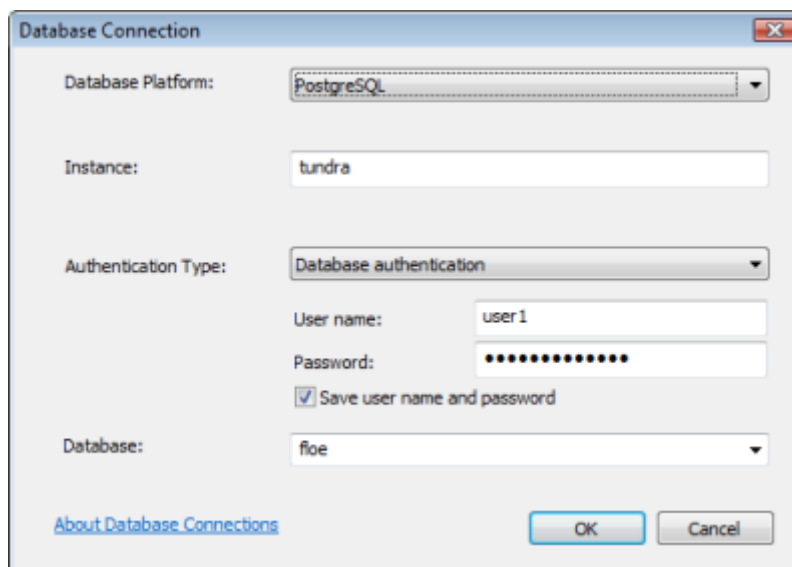 Database Connection
Database Platform: PostgreSQL
Instance: tundra
Authentication Type: Database authentication
User name: user1
Password: •••••••••••••
Save user name and password
Database: floe
About Database Connections OK Cancel